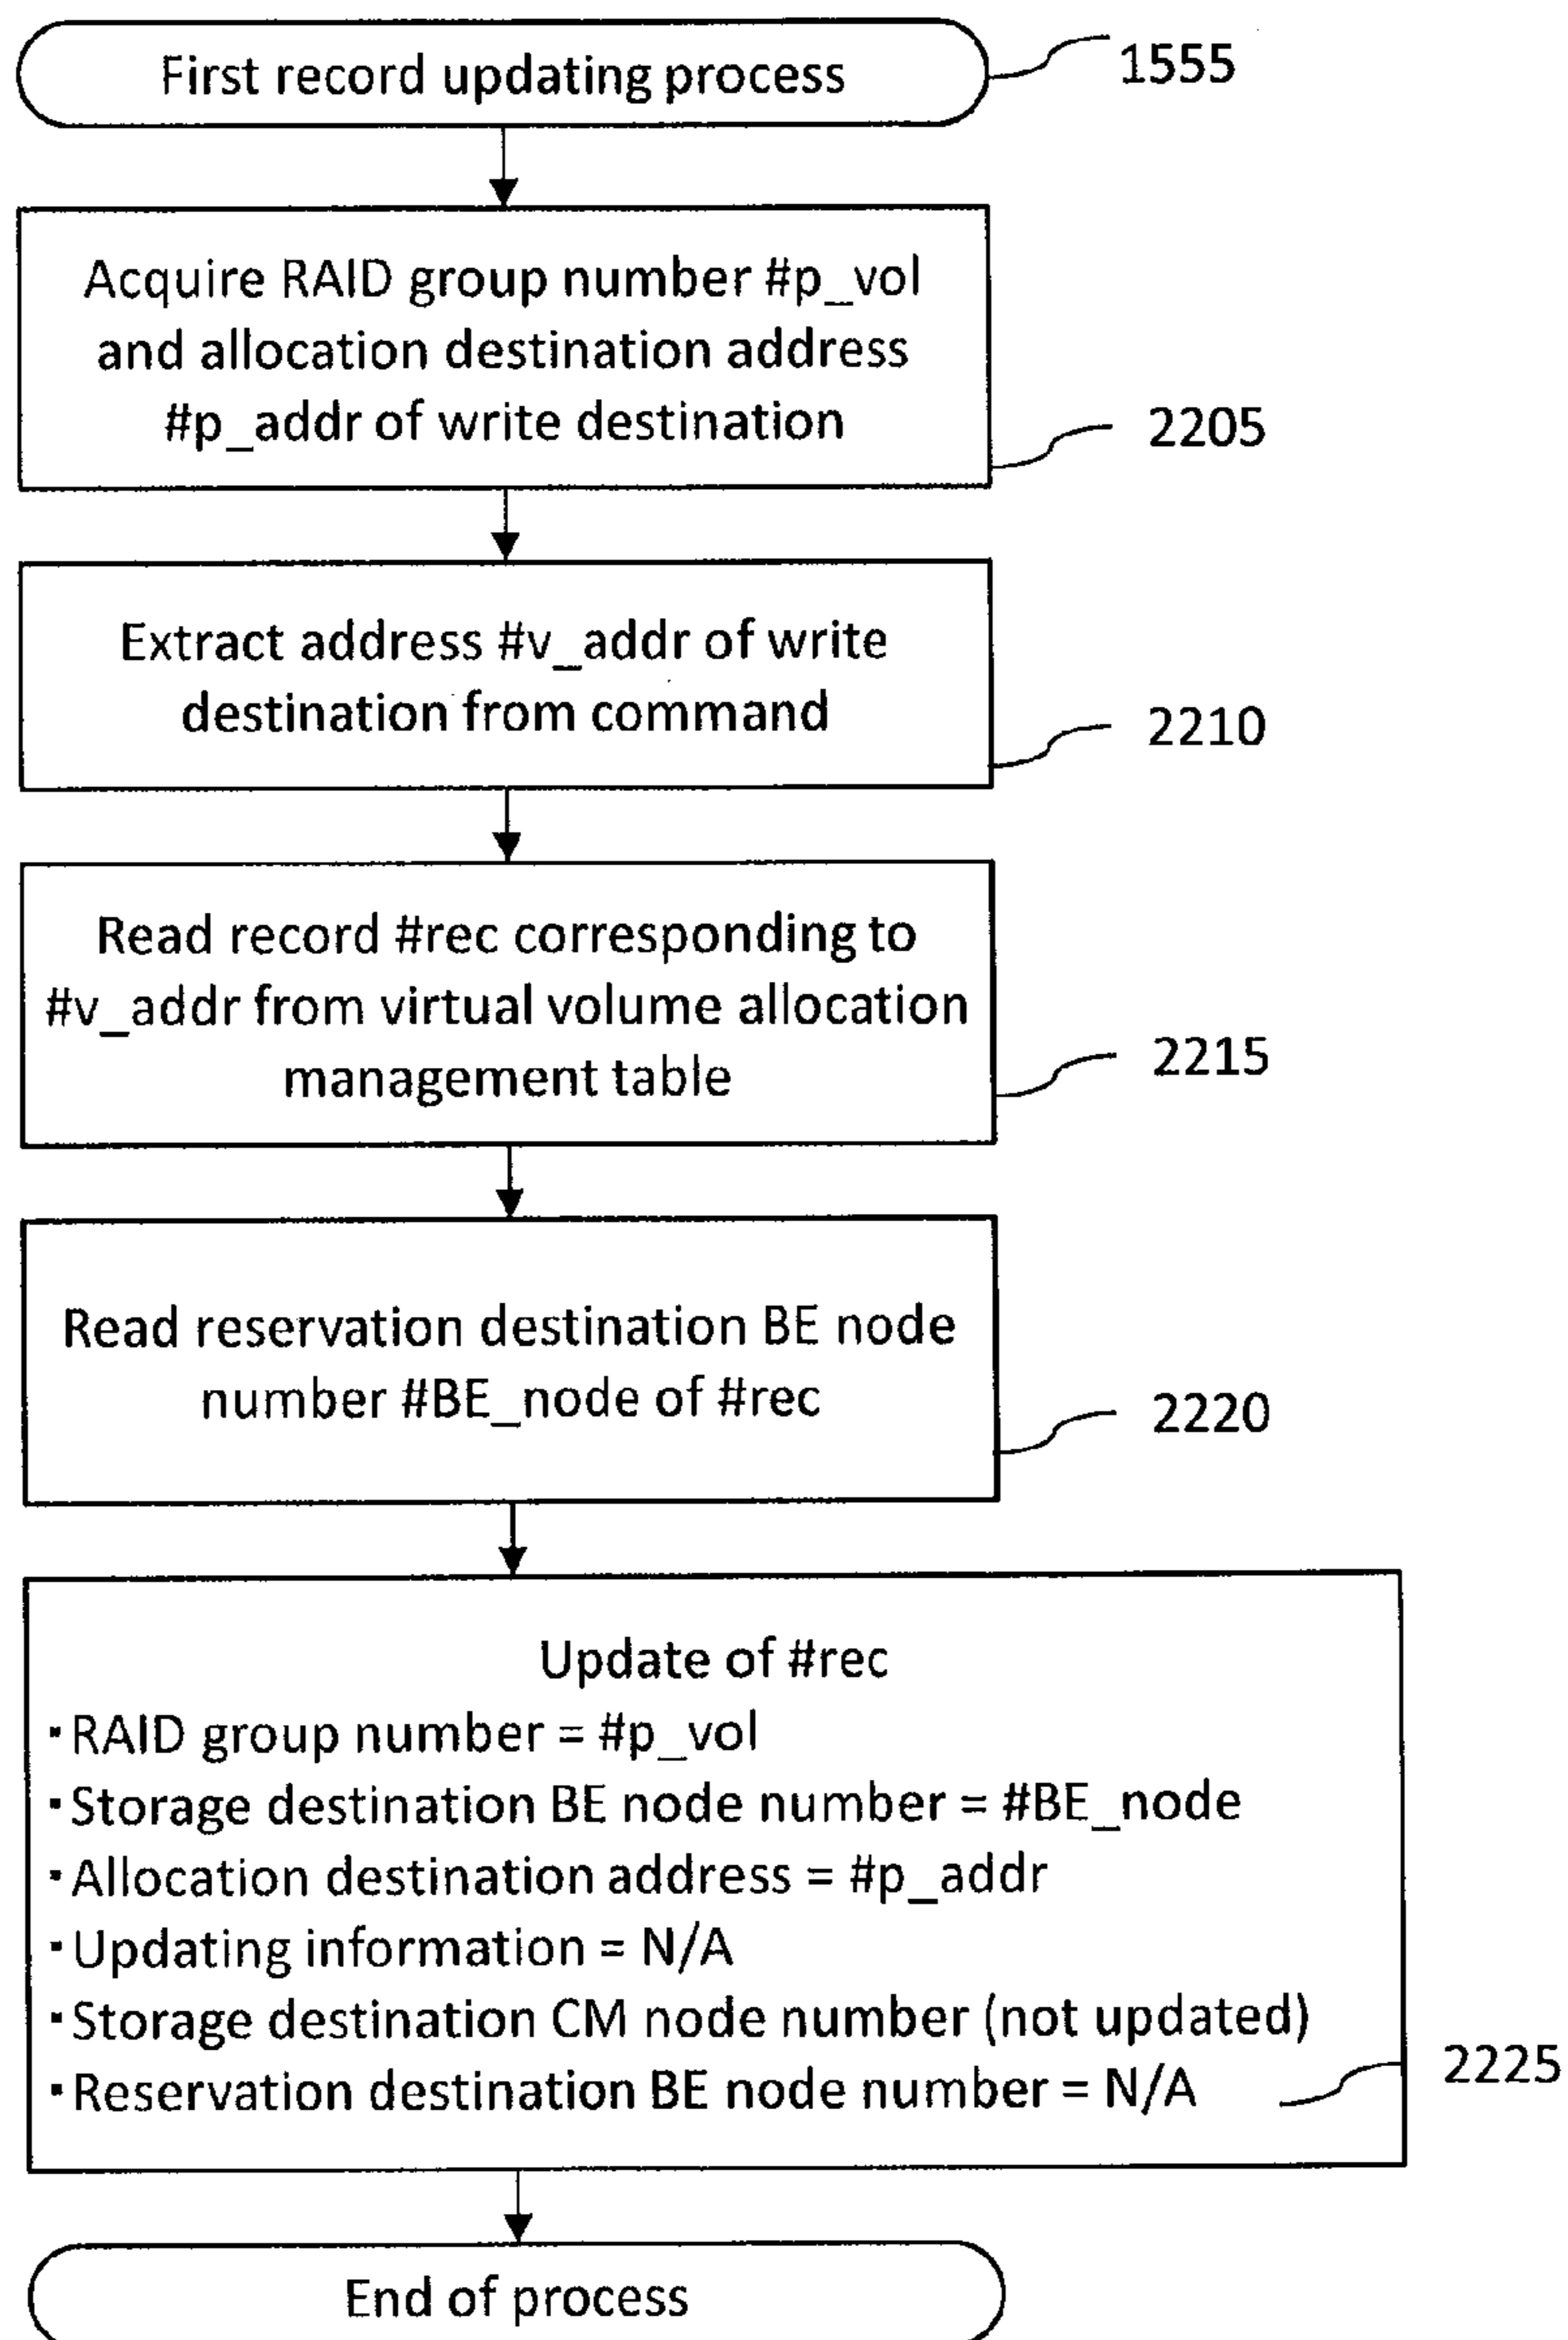 First record updating process
1555
Acquire RAID group number #p_vol
and allocation destination address
#p_addr of write destination
2205
Extract address #v_addr of write
destination from command
2210
Read record #rec corresponding to
#v_addr from virtual volume allocation
management table
2215
Read reservation destination BE node
number #BE_node of #rec
2220
Update of #rec
・RAID group number = #p_vol
・Storage destination BE node number = #BE_node
・Allocation destination address = #p_addr
・Updating information = N/A
・Storage destination CM node number (not updated)
・Reservation destination BE node number = N/A
2225
End of process